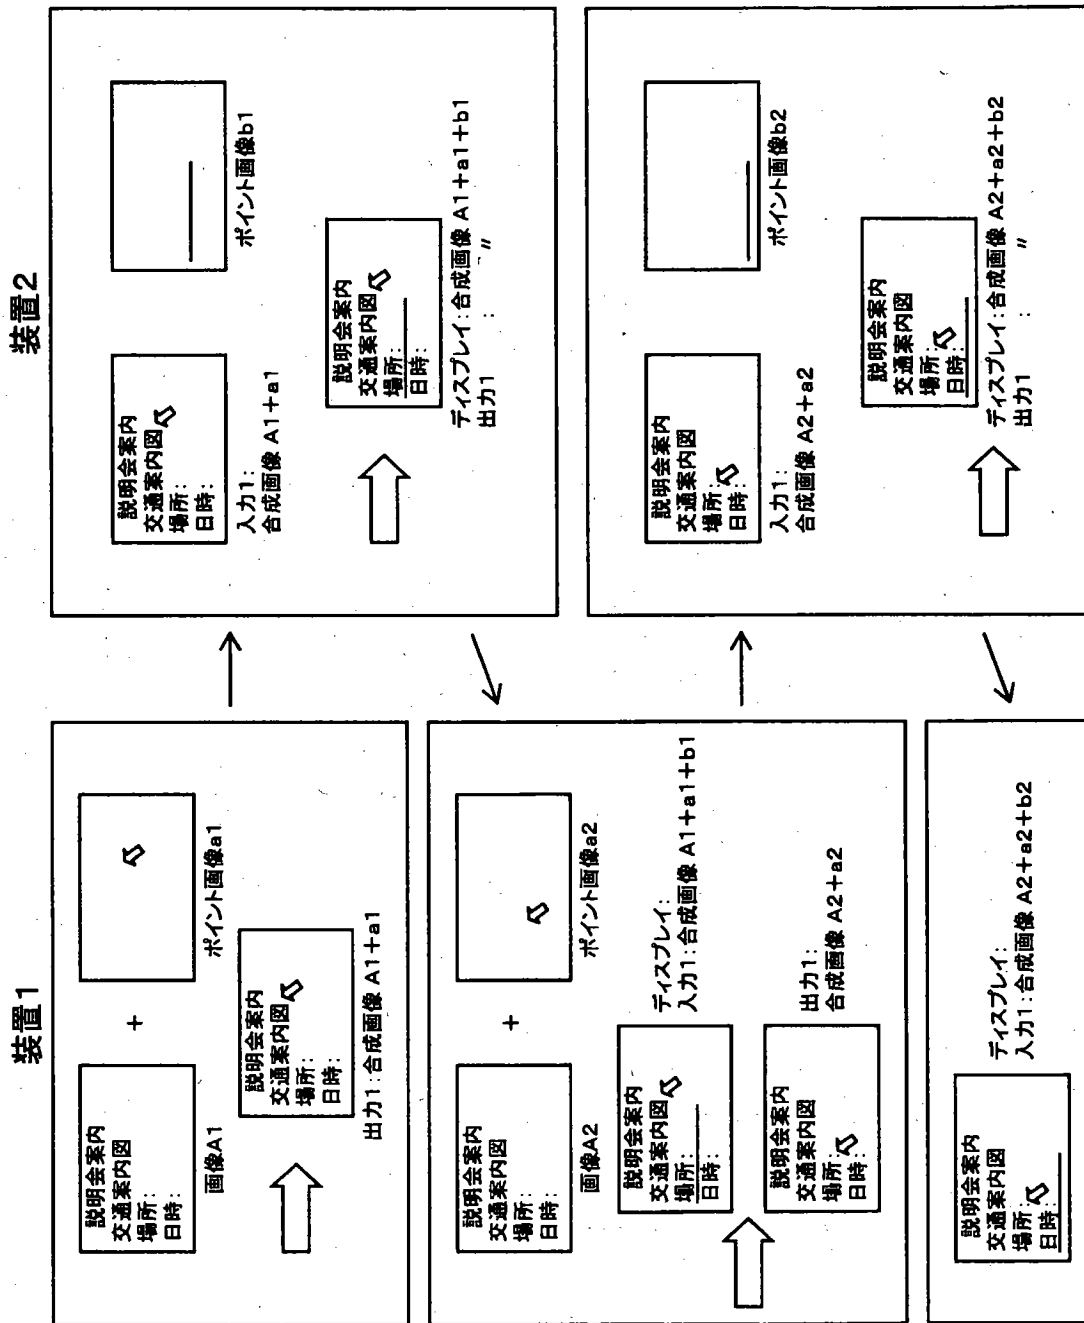 装置1
説明会案内
交通案内図
場所:
日時:
画像A1
+
ポイント画像a1
説明会案内
交通案内図
場所:
日時:
出力1:合成画像 A1+a1
説明会案内
交通案内図
場所:
日時:
画像A2
+
ポイント画像a2
説明会案内
交通案内図
場所:
日時:
ディスプレイ:
入力1:合成画像 A1+a1+b1
説明会案内
交通案内図
場所:
日時:
出力1:
合成画像 A2+a2
説明会案内
交通案内図
場所:
日時:
ディスプレイ:
入力1:合成画像 A2+a2+b2
装置2
説明会案内
交通案内図
場所:
日時:
入力1:
合成画像 A1+a1
ポイント画像b1
説明会案内
交通案内図
場所:
日時:
ディスプレイ:合成画像 A1+a1+b1
出力1 : 〃
説明会案内
交通案内図
場所:
日時:
入力1:
合成画像 A2+a2
ポイント画像b2
説明会案内
交通案内図
場所:
日時:
ディスプレイ:合成画像 A2+a2+b2
出力1 : 〃